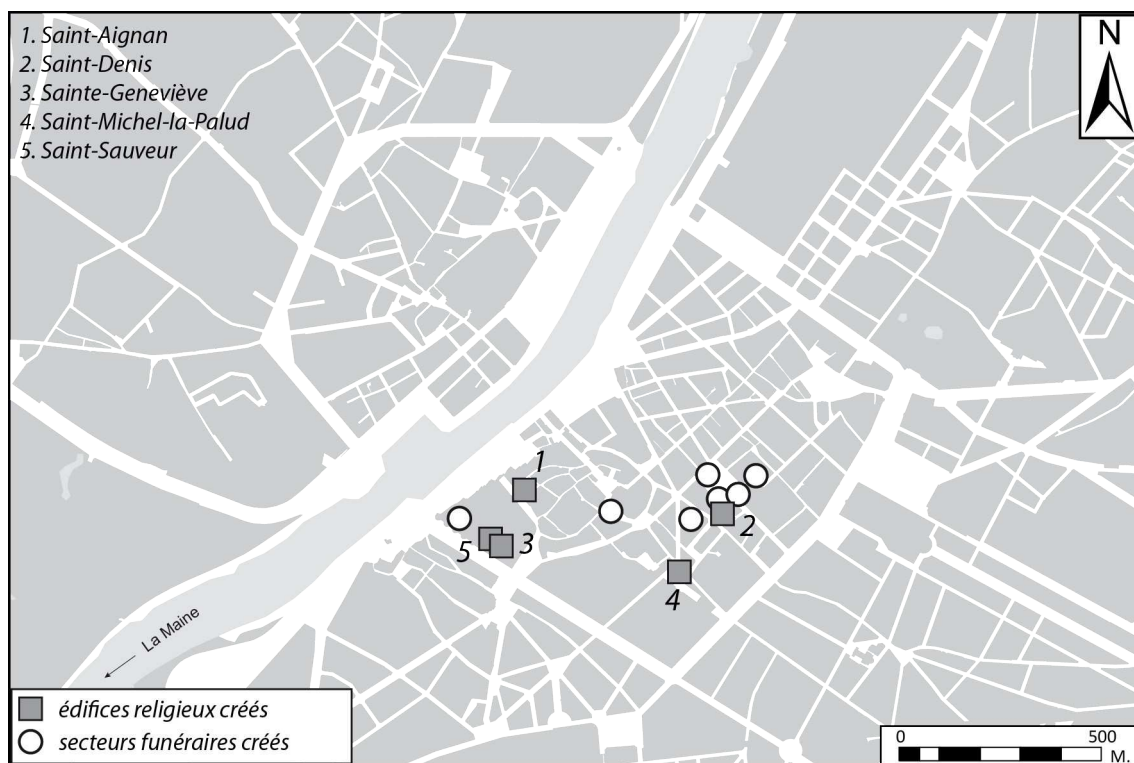 1. Saint-Aignan
2. Saint-Denis
3. Sainte-Geneviève
4. Saint-Michel-la-Palud
5. Saint-Sauveur
N
1
2
5
3
4
La Maine
édifices religieux créés
secteurs funéraires créés
0 500
M.